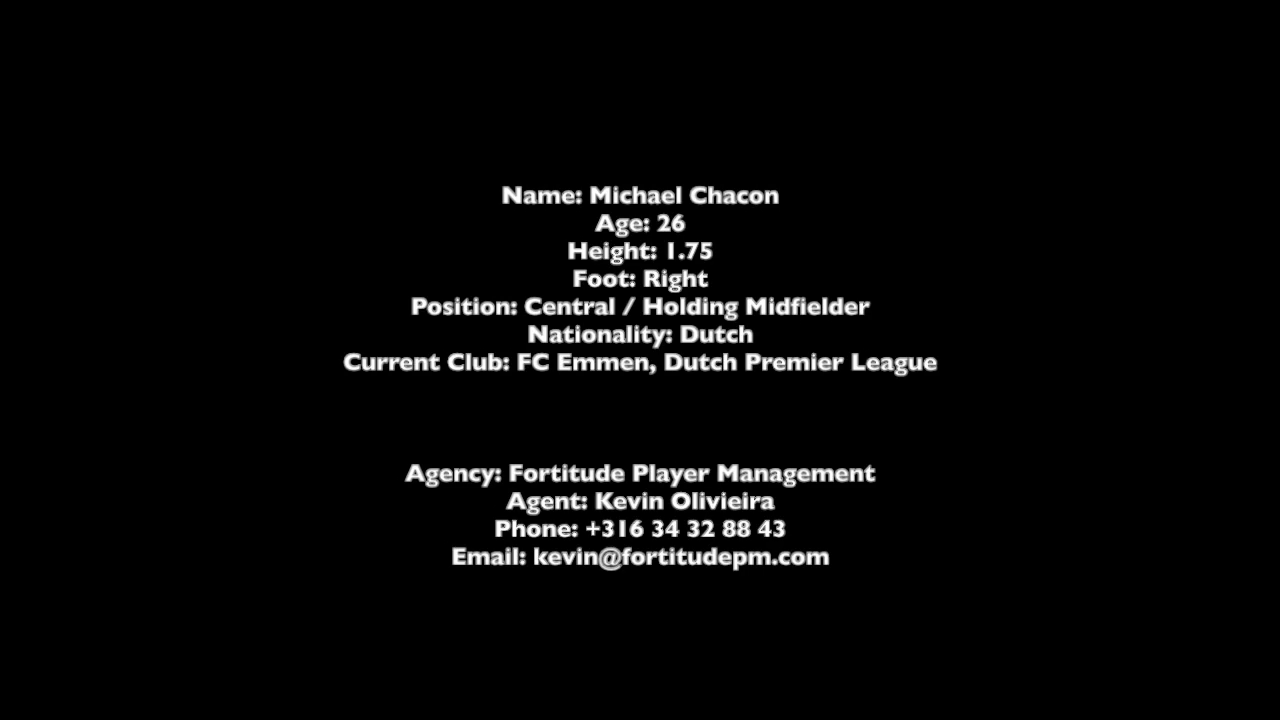 Name: Michael Chacon
Age: 26
Height: 1.75
Foot: Right
Position: Central / Holding Midfielder
Nationality: Dutch
Current Club: FC Emmen, Dutch Premier League
Agency: Fortitude Player Management
Agent: Kevin Olivieira
Phone: +316 34 32 88 43
Email: kevin@fortitudepm.com